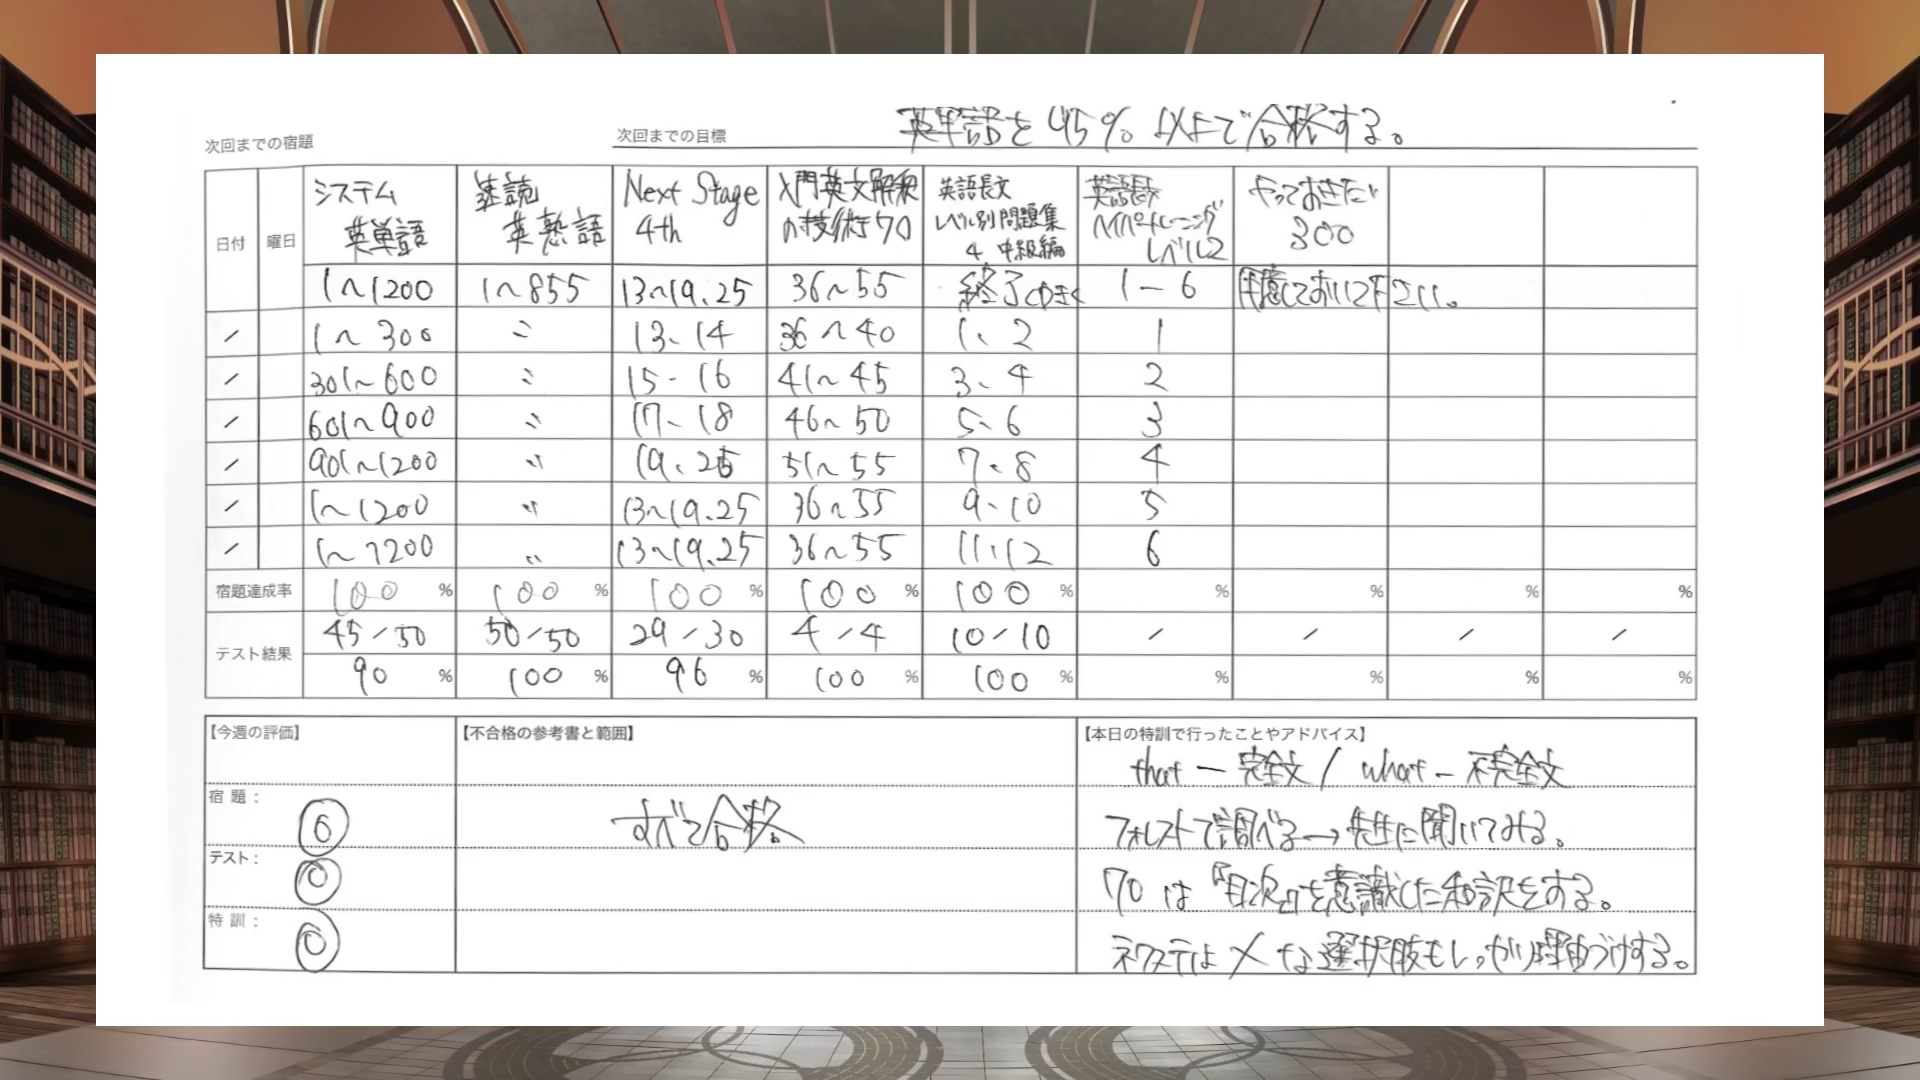 次回までの宿題
次回までの目標 英単語を45% 以上で合格する。
日付 曜日 システム英単語 速読英熟語 Next Stage 4th 入門英文解釈の技術70 英語長文レベル別問題集 4 中級編 英語長文ハイパートレーニングレベル2 やっておきたい300
1〜1200 1〜855 13〜19.25 36〜55 終了 1-6 用意しておいて下さい。
/ 1〜300 〃 13、14 36〜40 1、2 1
/ 301〜600 〃 15-16 41〜45 3、4 2
/ 601〜900 〃 17、18 46〜50 5、6 3
/ 901〜1200 〃 19、25 51〜55 7、8 4
/ 1〜1200 〃 13〜19.25 36〜55 9、10 5
/ 1〜1200 〃 13〜19.25 36〜55 11、12 6
宿題達成率 100 % 100 % 100 % 100 % 100 % % % % %
テスト結果 45/50 50/50 29/30 4/4 10/10 / / / /
90 % 100 % 96 % 100 % 100 % % % % %
【今週の評価】 【不合格の参考書と範囲】 【本日の特訓で行ったことやアドバイス】
that - 完全文 / what - 不完全文
宿題: ◎ すべて合格 フォレストで調べる→先生に聞いてみる。
テスト: ◎ 70 は『目次』を意識した和訳をする。
特訓: ◎ ネクステは✕な選択肢もしっかり理由づけする。